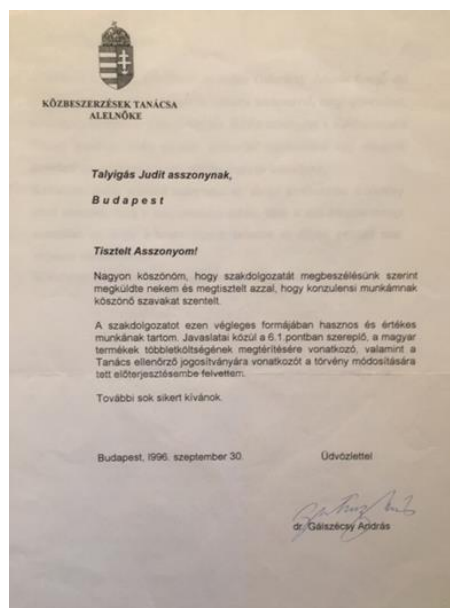 KÖZBESZERZÉSEK TANÁCSA
ALELNÖKE
Talyigás Judit asszonynak,
Budapest
Tisztelt Asszonyom!
Nagyon köszönöm, hogy szakdolgozatát megbeszélésünk szerint
megküldte nekem és megtisztelt azzal, hogy konzulensi munkámnak
köszönő szavakat szentelt.
A szakdolgozatot ezen végleges formájában hasznos és értékes
munkának tartom. Javaslatai közül a 6.1.pontban szereplő, a magyar
termékek többletköltségének megtérítésére vonatkozó, valamint a
Tanács ellenőrző jogosítványára vonatkozót a törvény módosítására
tett előterjesztésembe felvettem.
További sok sikert kívánok.
Budapest, 1996. szeptember 30.
Üdvözlettel
dr. Gálszécsy András